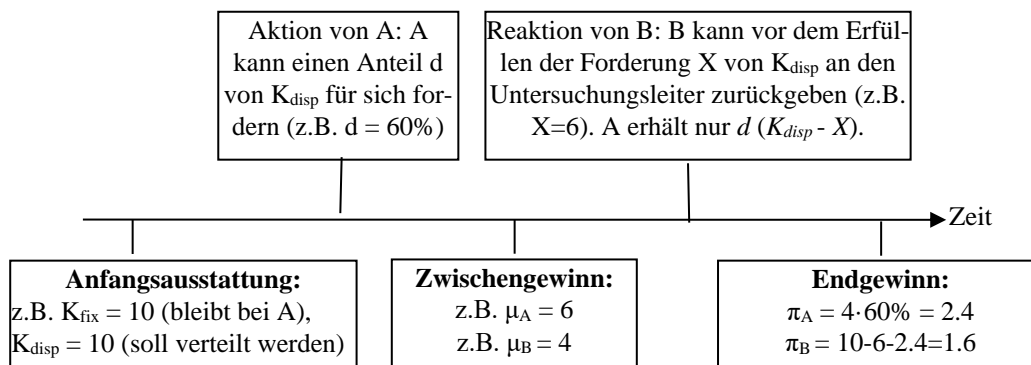 Aktion von A: A
kann einen Anteil d
von K_disp für sich for-
dern (z.B. d = 60%)
Reaktion von B: B kann vor dem Erfül-
len der Forderung X von K_disp an den
Untersuchungsleiter zurückgeben (z.B.
X=6). A erhält nur d (K_disp - X).
Zeit
Anfangsausstattung:
z.B. K_fix = 10 (bleibt bei A),
K_disp = 10 (soll verteilt werden)
Zwischengewinn:
z.B. μ_A = 6
z.B. μ_B = 4
Endgewinn:
π_A = 4·60% = 2.4
π_B = 10-6-2.4=1.6